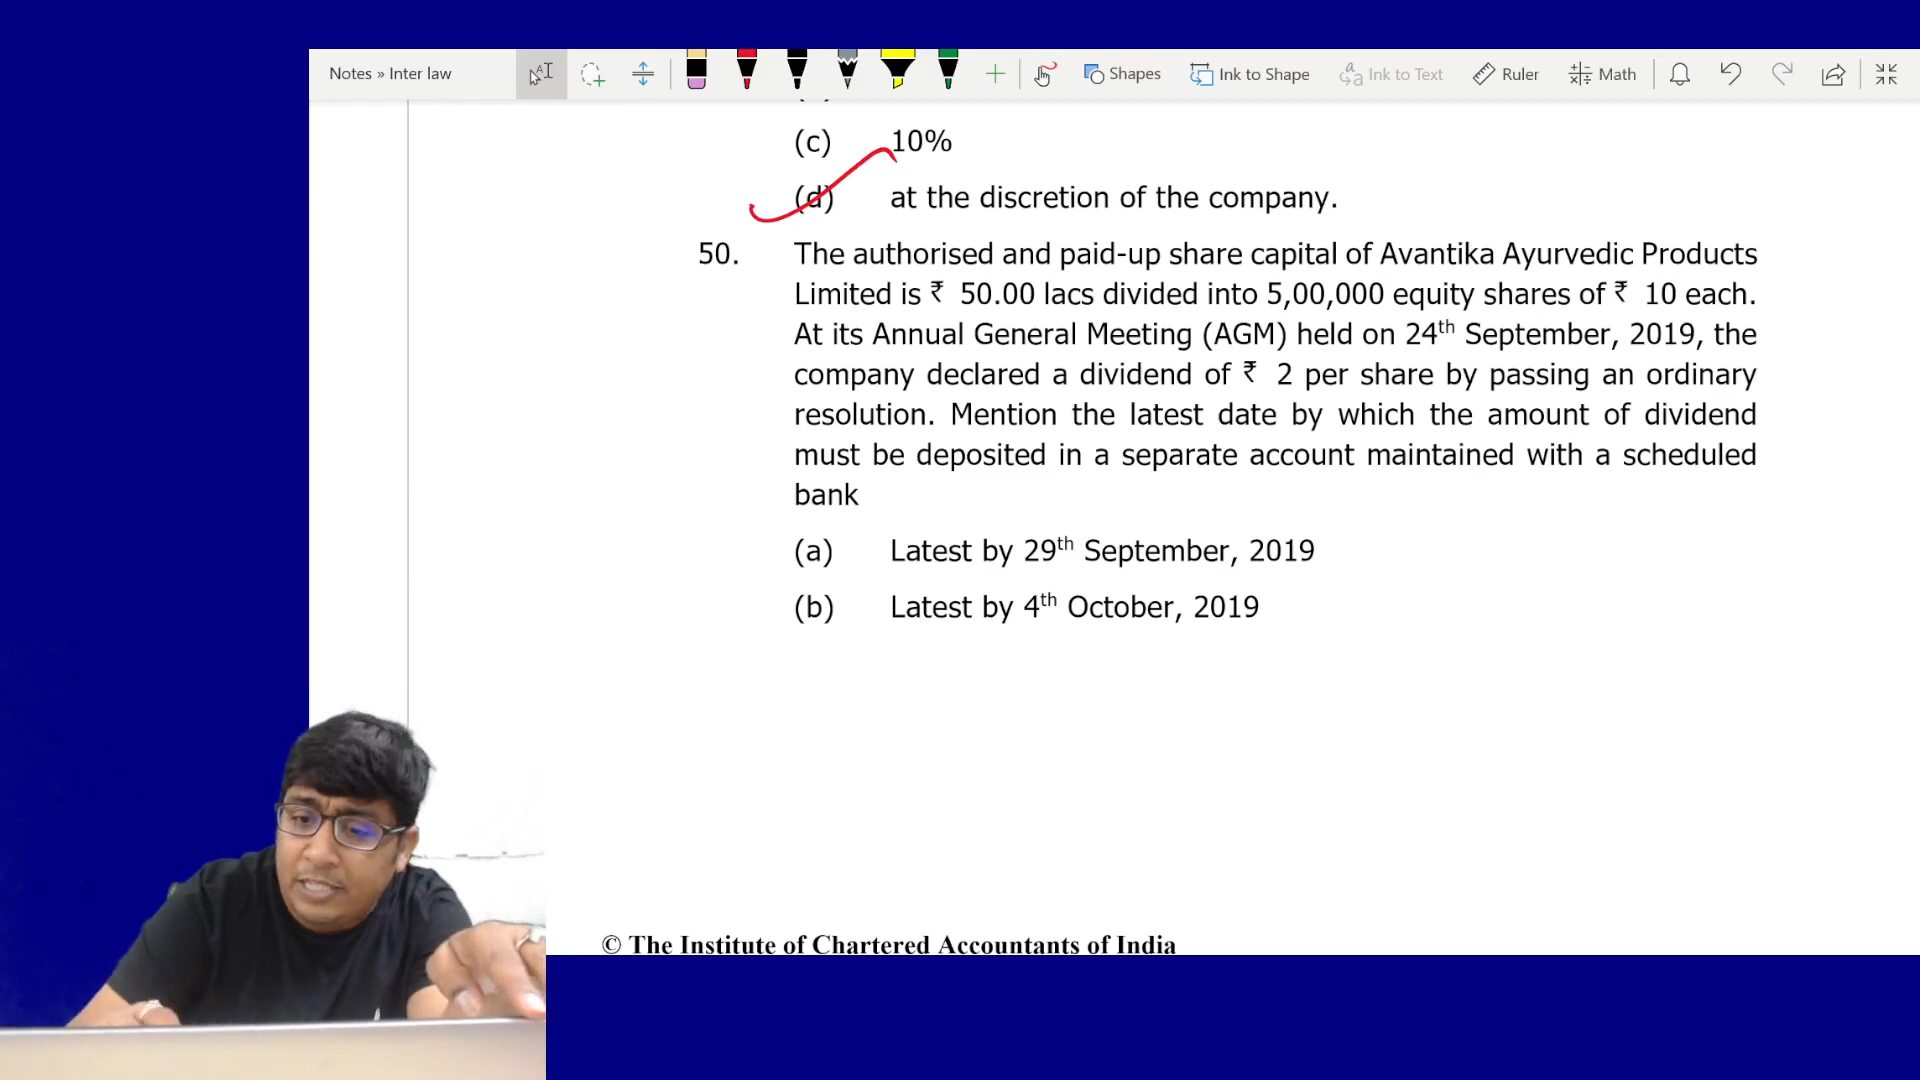 Notes » Inter law
Shapes
Ink to Shape
Ink to Text
Ruler
Math
(c) 10%
(d) at the discretion of the company.
50. The authorised and paid-up share capital of Avantika Ayurvedic Products
Limited is ₹ 50.00 lacs divided into 5,00,000 equity shares of ₹ 10 each.
At its Annual General Meeting (AGM) held on 24th September, 2019, the
company declared a dividend of ₹ 2 per share by passing an ordinary
resolution. Mention the latest date by which the amount of dividend
must be deposited in a separate account maintained with a scheduled
bank
(a) Latest by 29th September, 2019
(b) Latest by 4th October, 2019
© The Institute of Chartered Accountants of India